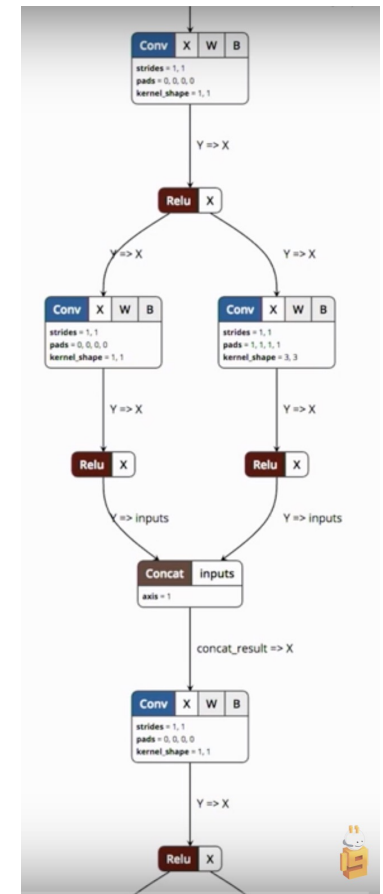 Conv X W B
strides = 1, 1
pads = 0, 0, 0, 0
kernel_shape = 1, 1
Y => X
Relu X
Y => X Y => X
Conv X W B Conv X W B
strides = 1, 1 strides = 1, 1
pads = 0, 0, 0, 0 pads = 1, 1, 1, 1
kernel_shape = 1, 1 kernel_shape = 3, 3
Y => X Y => X
Relu X Relu X
Y => inputs Y => inputs
Concat inputs
axis = 1
concat_result => X
Conv X W B
strides = 1, 1
pads = 0, 0, 0, 0
kernel_shape = 1, 1
Y => X
Relu X